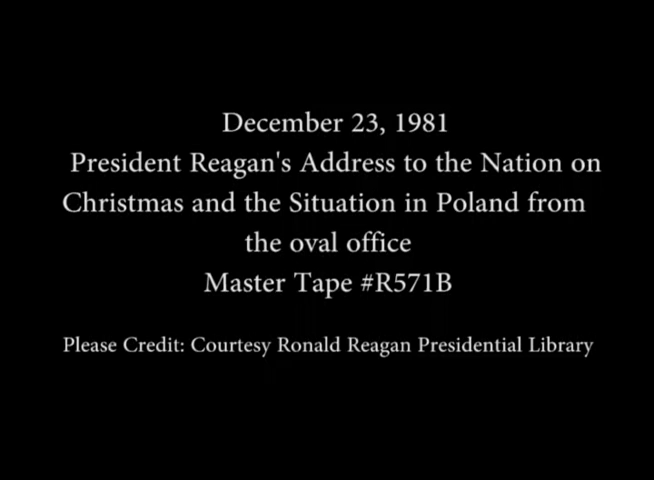 December 23, 1981
President Reagan's Address to the Nation on
Christmas and the Situation in Poland from
the oval office
Master Tape #R571B
Please Credit: Courtesy Ronald Reagan Presidential Library